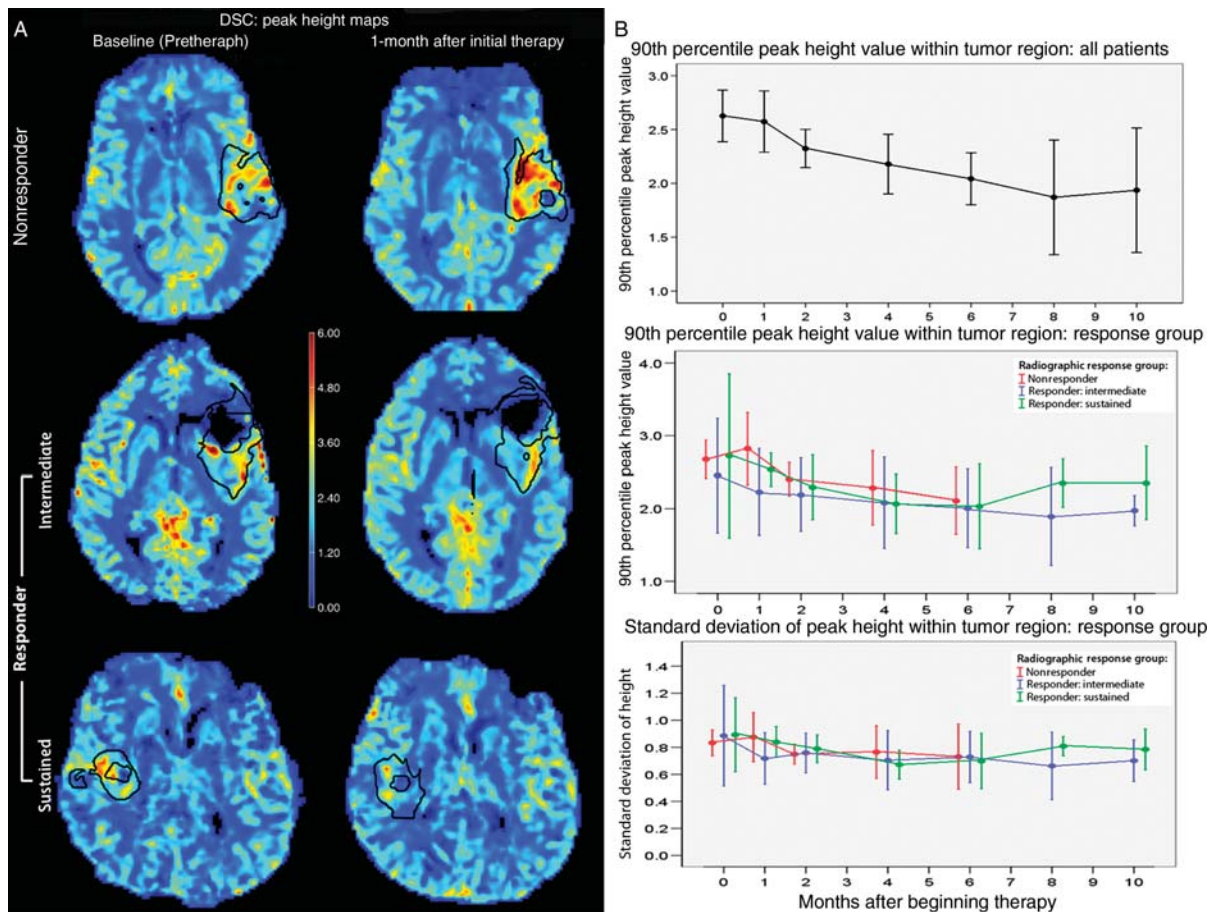 A
DSC: peak height maps
Baseline (Pretheraph)
1-month after initial therapy
Nonresponder
Responder
Intermediate
Sustained
6.00
4.80
3.60
2.40
1.20
0.00
B
90th percentile peak height value within tumor region: all patients
90th percentile peak height value
3.0
2.5
2.0
1.5
1.0
0 1 2 3 4 5 6 7 8 9 10
90th percentile peak height value within tumor region: response group
90th percentile peak height value
4.0
3.0
2.0
1.0
Radiographic response group:
Nonresponder
Responder: intermediate
Responder: sustained
0 1 2 3 4 5 6 7 8 9 10
Standard deviation of peak height within tumor region: response group
Standard deviation of height
1.4
1.2
1.0
0.8
0.6
0.4
0.2
0.0
Radiographic response group:
Nonresponder
Responder: intermediate
Responder: sustained
0 1 2 3 4 5 6 7 8 9 10
Months after beginning therapy